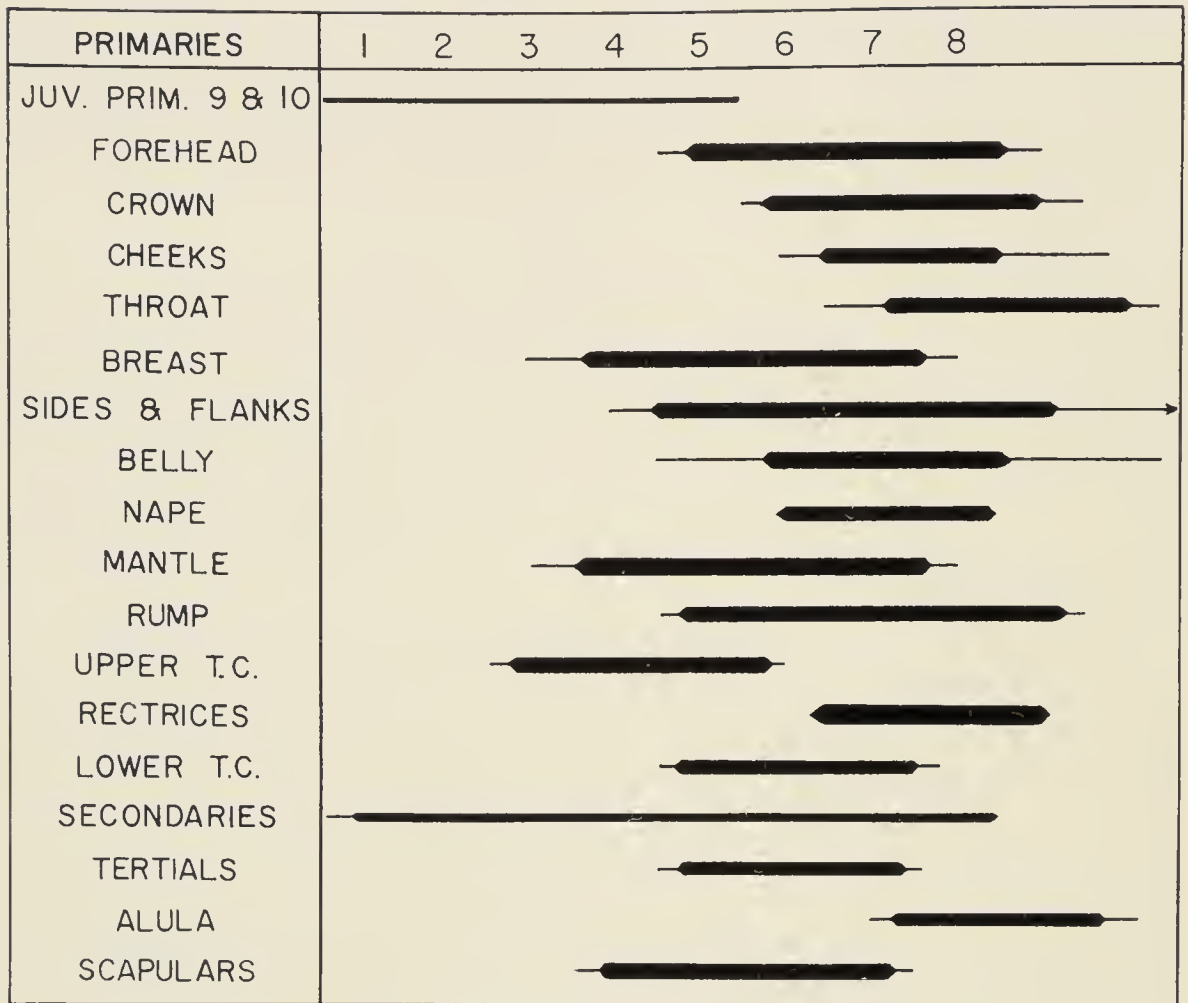 PRIMARIES 1 2 3 4 5 6 7 8
JUV. PRIM. 9 & 10
FOREHEAD
CROWN
CHEEKS
THROAT
BREAST
SIDES & FLANKS
BELLY
NAPE
MANTLE
RUMP
UPPER T.C.
RECTRICES
LOWER T.C.
SECONDARIES
TERTIALS
ALULA
SCAPULARS